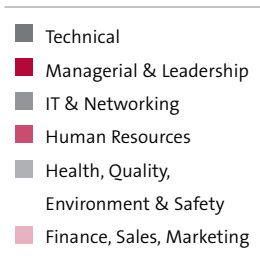 Technical
Managerial & Leadership
IT & Networking
Human Resources
Health, Quality,
Environment & Safety
Finance, Sales, Marketing